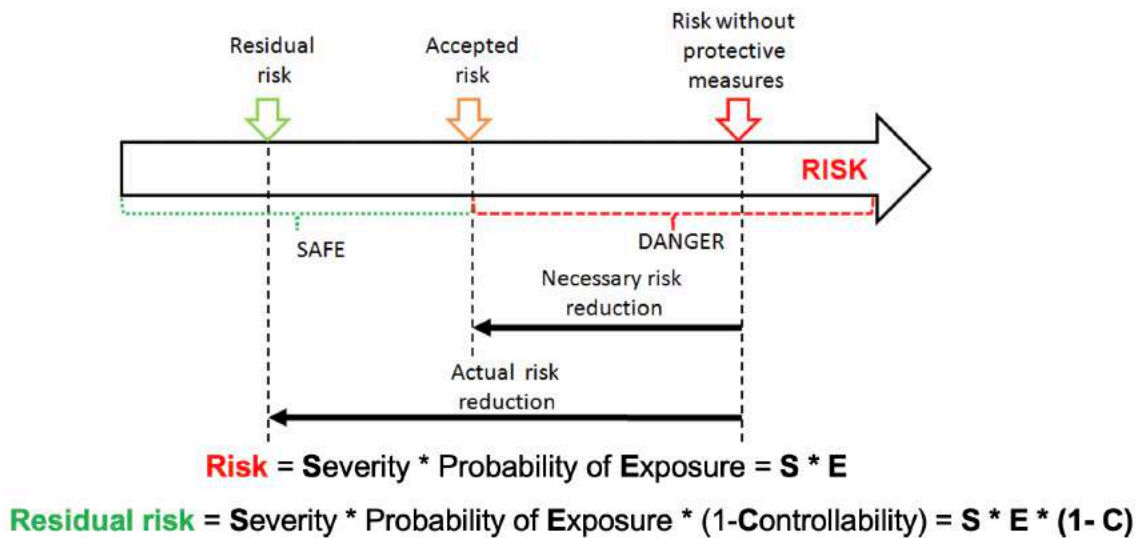 Residual
risk
Accepted
risk
Risk without
protective
measures
RISK
SAFE
DANGER
Necessary risk
reduction
Actual risk
reduction
Risk = Severity * Probability of Exposure = S * E
Residual risk = Severity * Probability of Exposure * (1-Controllability) = S * E * (1- C)